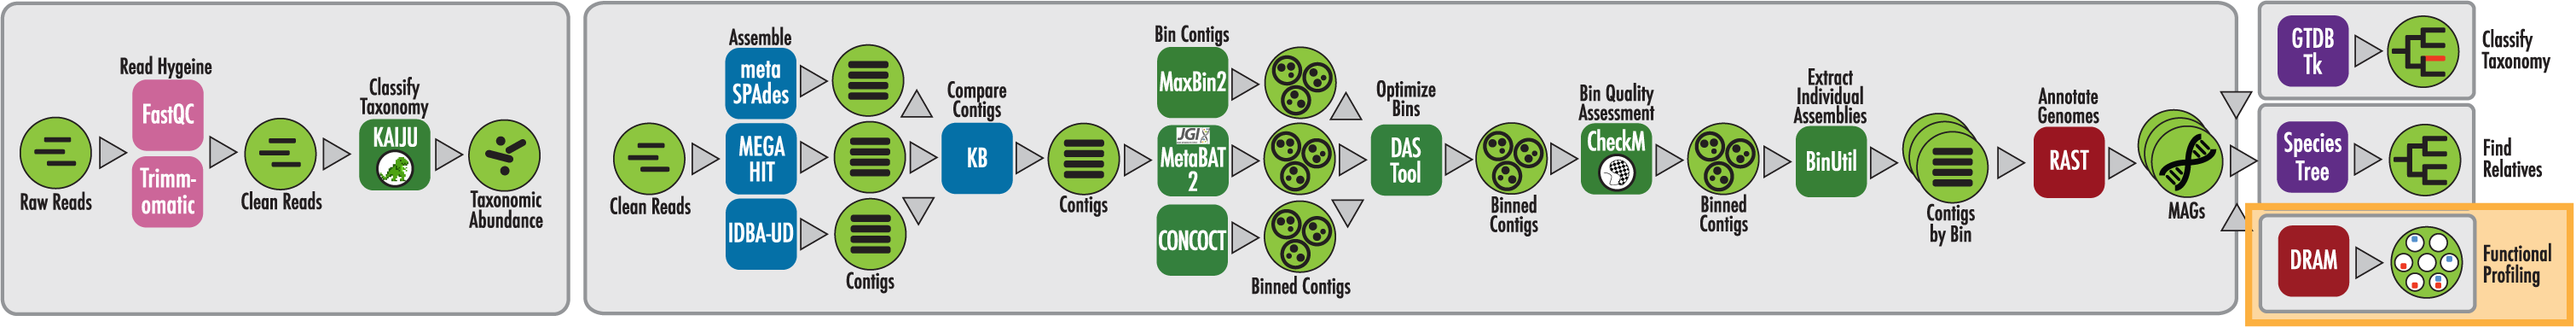 Read Hygeine
FastQC
Trimm-
omatic
Raw Reads
Clean Reads
Classify
Taxonomy
KAIJU
Taxonomic
Abundance
Clean Reads
Assemble
meta
SPAdes
MEGA
HIT
IDBA-UD
Contigs
Compare
Contigs
KB
Contigs
Bin Contigs
MaxBin2
JGI
MetaBAT
2
CONCOCT
Binned Contigs
Optimize
Bins
DAS
Tool
Binned
Contigs
Bin Quality
Assessment
CheckM
Binned
Contigs
Extract
Individual
Assemblies
BinUtil
Contigs
by Bin
Annotate
Genomes
RAST
MAGs
GTDB
Tk
Classify
Taxonomy
Species
Tree
Find
Relatives
DRAM
Functional
Profiling